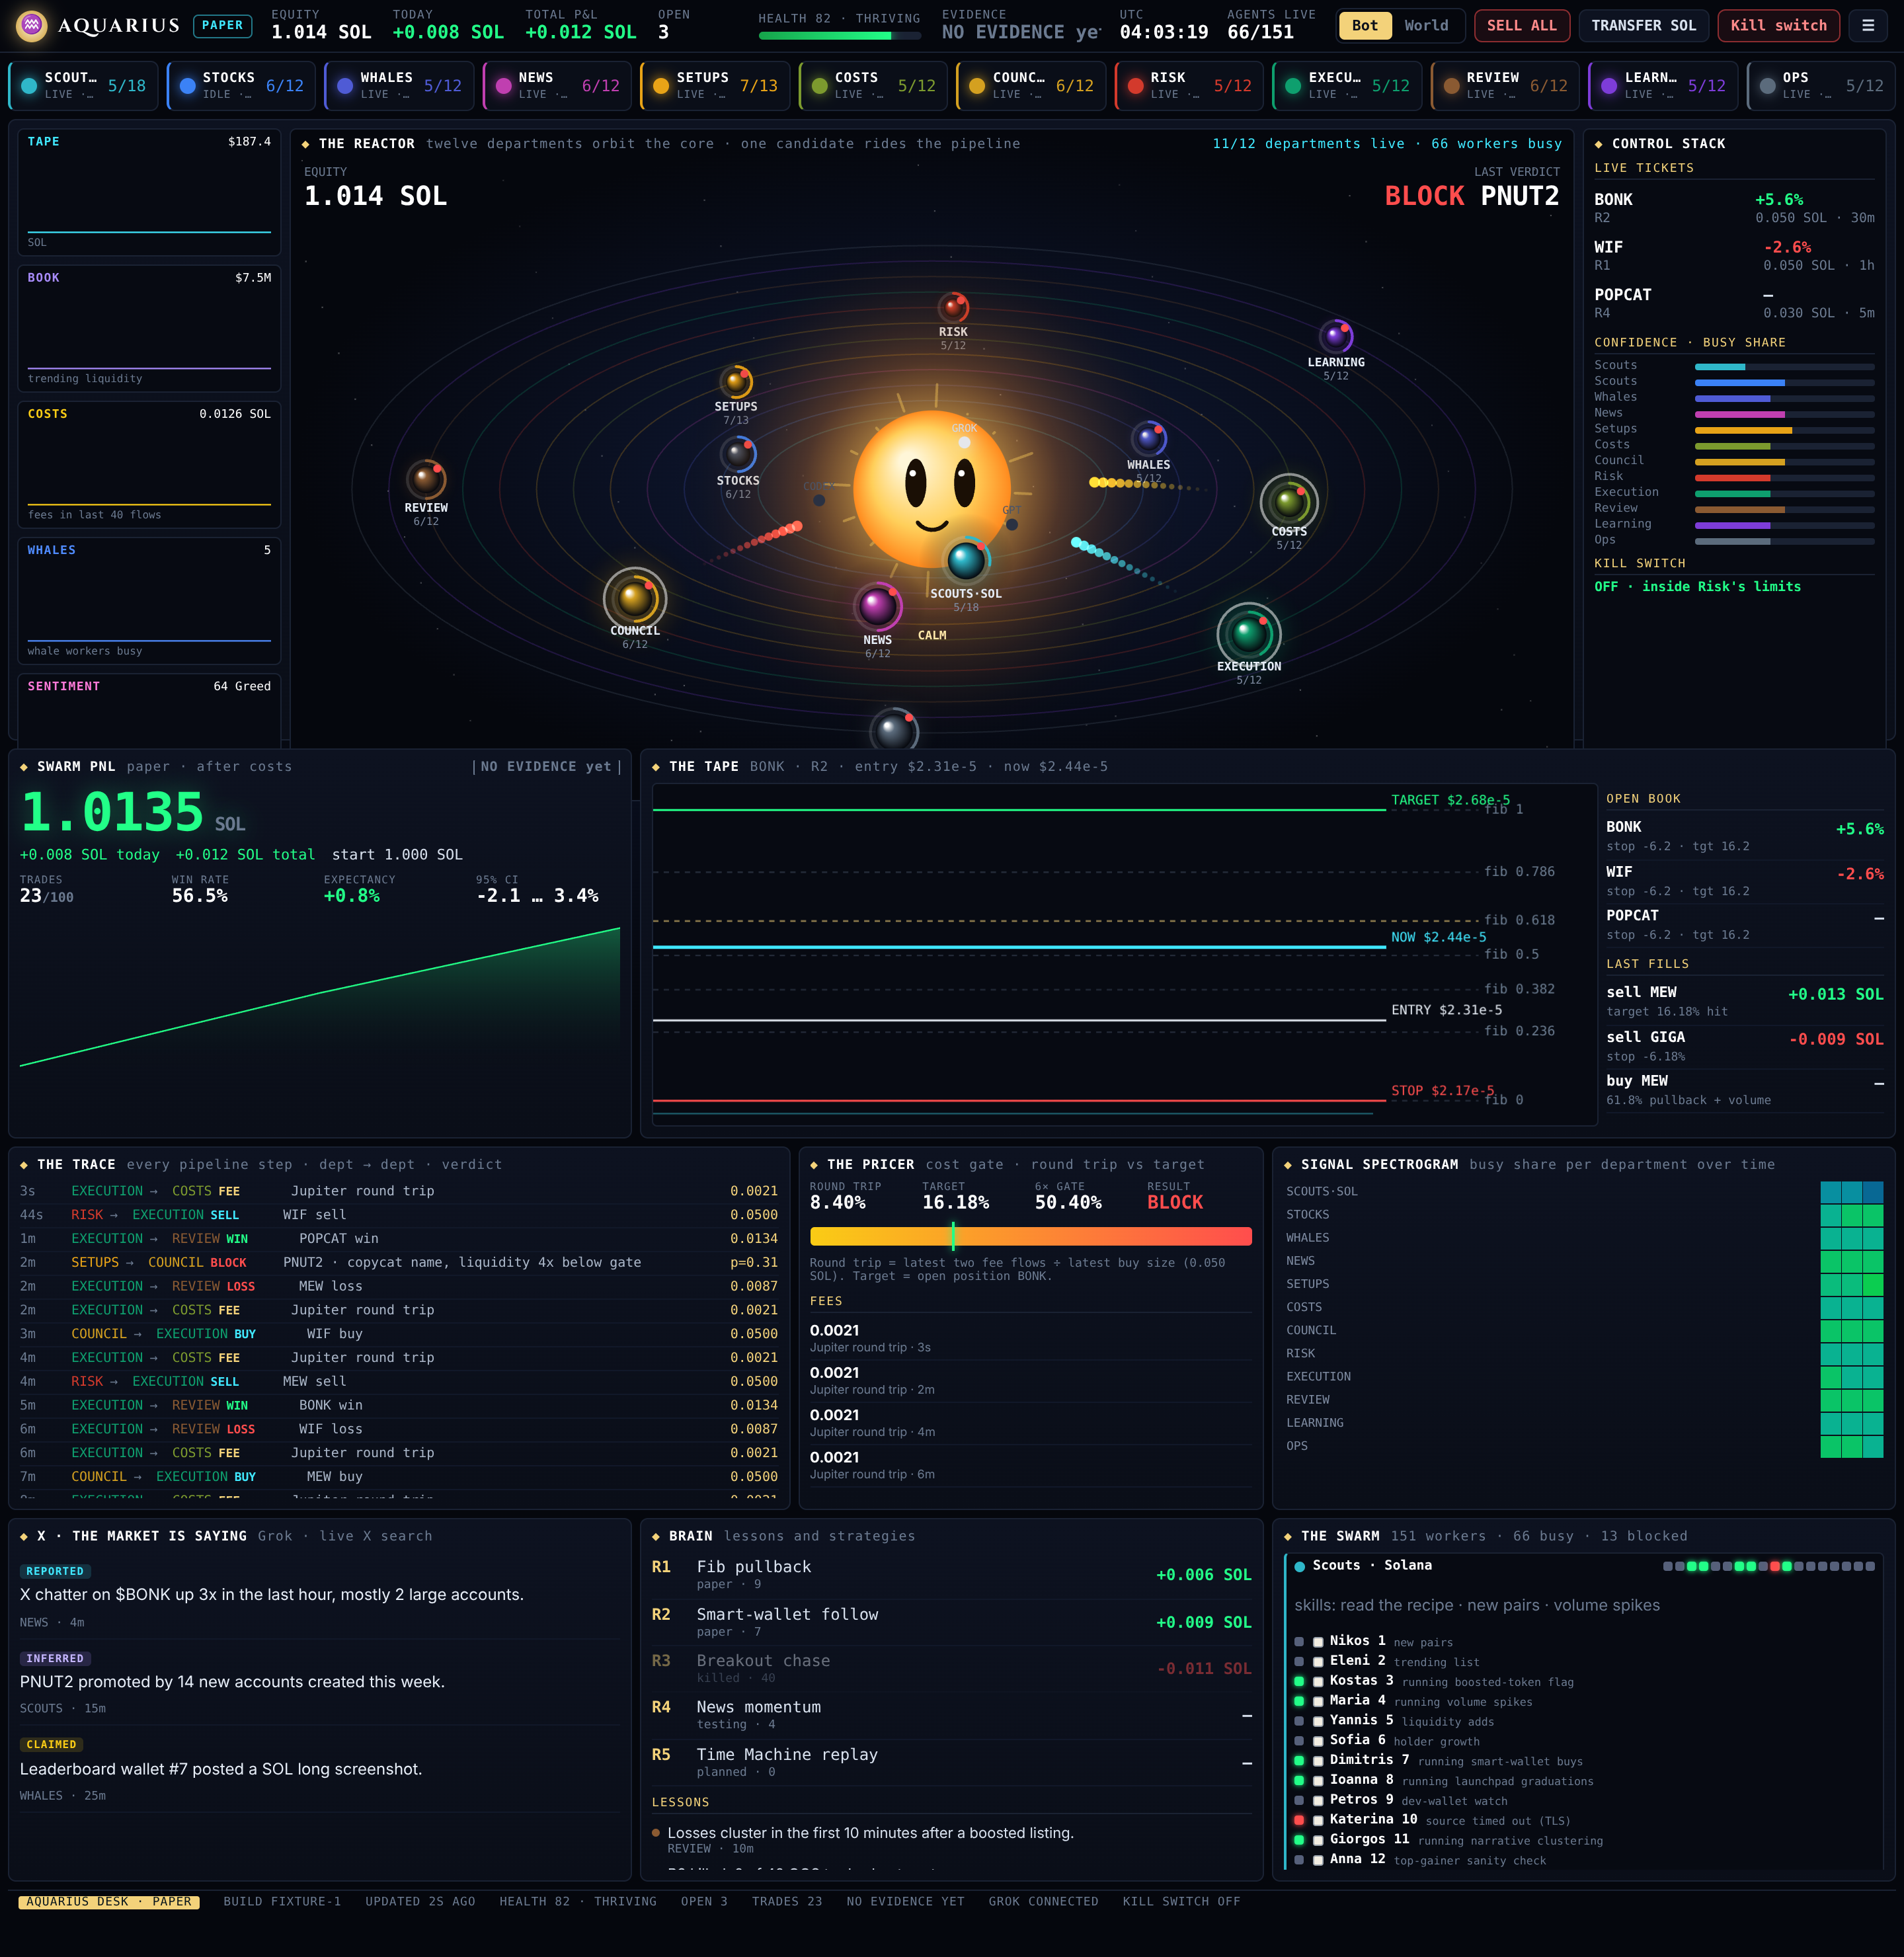 AQUARIUS
PAPER
EQUITY
1.014 SOL
TODAY
+0.008 SOL
TOTAL P&L
+0.012 SOL
OPEN
3
HEALTH 82 · THRIVING
EVIDENCE
NO EVIDENCE ye
UTC
04:03:19
AGENTS LIVE
66/151
Bot
World
SELL ALL
TRANSFER SOL
Kill switch
☰
SCOUT…
LIVE ·…
5/18
STOCKS
IDLE ·…
6/12
WHALES
LIVE ·…
5/12
NEWS
LIVE ·…
6/12
SETUPS
LIVE ·…
7/13
COSTS
LIVE ·…
5/12
COUNC…
LIVE ·…
6/12
RISK
LIVE ·…
5/12
EXECU…
LIVE ·…
5/12
REVIEW
LIVE ·…
6/12
LEARN…
LIVE ·…
5/12
OPS
LIVE ·…
5/12
TAPE $187.4
SOL
BOOK $7.5M
trending liquidity
COSTS 0.0126 SOL
fees in last 40 flows
WHALES 5
whale workers busy
SENTIMENT 64 Greed
◆ THE REACTOR twelve departments orbit the core · one candidate rides the pipeline
11/12 departments live · 66 workers busy
EQUITY
1.014 SOL
LAST VERDICT
BLOCK PNUT2
RISK
5/12
LEARNING
5/12
SETUPS
7/13
GROK
STOCKS
6/12
WHALES
5/12
REVIEW
6/12
GPT
COSTS
5/12
SCOUTS·SOL
5/18
COUNCIL
6/12
NEWS
6/12
CALM
EXECUTION
5/12
◆ CONTROL STACK
LIVE TICKETS
BONK +5.6%
R2 0.050 SOL · 30m
WIF -2.6%
R1 0.050 SOL · 1h
POPCAT —
R4 0.030 SOL · 5m
CONFIDENCE · BUSY SHARE
Scouts
Scouts
Whales
News
Setups
Costs
Council
Risk
Execution
Review
Learning
Ops
KILL SWITCH
OFF · inside Risk's limits
◆ SWARM PNL paper · after costs
NO EVIDENCE yet
1.0135 SOL
+0.008 SOL today +0.012 SOL total start 1.000 SOL
TRADES
23/100
WIN RATE
56.5%
EXPECTANCY
+0.8%
95% CI
-2.1 … 3.4%
◆ THE TAPE BONK · R2 · entry $2.31e-5 · now $2.44e-5
TARGET $2.68e-5
fib 1
fib 0.786
fib 0.618
NOW $2.44e-5
fib 0.5
fib 0.382
ENTRY $2.31e-5
fib 0.236
STOP $2.17e-5
fib 0
OPEN BOOK
BONK +5.6%
stop -6.2 · tgt 16.2
WIF -2.6%
stop -6.2 · tgt 16.2
POPCAT —
stop -6.2 · tgt 16.2
LAST FILLS
sell MEW +0.013 SOL
target 16.18% hit
sell GIGA -0.009 SOL
stop -6.18%
buy MEW —
61.8% pullback + volume
◆ THE TRACE every pipeline step · dept → dept · verdict
3s EXECUTION → COSTS FEE Jupiter round trip 0.0021
44s RISK → EXECUTION SELL WIF sell 0.0500
1m EXECUTION → REVIEW WIN POPCAT win 0.0134
2m SETUPS → COUNCIL BLOCK PNUT2 · copycat name, liquidity 4x below gate p=0.31
2m EXECUTION → REVIEW LOSS MEW loss 0.0087
2m EXECUTION → COSTS FEE Jupiter round trip 0.0021
3m COUNCIL → EXECUTION BUY WIF buy 0.0500
4m EXECUTION → COSTS FEE Jupiter round trip 0.0021
4m RISK → EXECUTION SELL MEW sell 0.0500
5m EXECUTION → REVIEW WIN BONK win 0.0134
6m EXECUTION → REVIEW LOSS WIF loss 0.0087
6m EXECUTION → COSTS FEE Jupiter round trip 0.0021
7m COUNCIL → EXECUTION BUY MEW buy 0.0500
◆ THE PRICER cost gate · round trip vs target
ROUND TRIP
8.40%
TARGET
16.18%
6× GATE
50.40%
RESULT
BLOCK
Round trip = latest two fee flows ÷ latest buy size (0.050
SOL). Target = open position BONK.
FEES
0.0021
Jupiter round trip · 3s
0.0021
Jupiter round trip · 2m
0.0021
Jupiter round trip · 4m
0.0021
Jupiter round trip · 6m
◆ SIGNAL SPECTROGRAM busy share per department over time
SCOUTS·SOL
STOCKS
WHALES
NEWS
SETUPS
COSTS
COUNCIL
RISK
EXECUTION
REVIEW
LEARNING
OPS
◆ X · THE MARKET IS SAYING Grok · live X search
REPORTED
X chatter on $BONK up 3x in the last hour, mostly 2 large accounts.
NEWS · 4m
INFERRED
PNUT2 promoted by 14 new accounts created this week.
SCOUTS · 15m
CLAIMED
Leaderboard wallet #7 posted a SOL long screenshot.
WHALES · 25m
◆ BRAIN lessons and strategies
R1 Fib pullback +0.006 SOL
paper · 9
R2 Smart-wallet follow +0.009 SOL
paper · 7
R3 Breakout chase -0.011 SOL
killed · 40
R4 News momentum —
testing · 4
R5 Time Machine replay —
planned · 0
LESSONS
Losses cluster in the first 10 minutes after a boosted listing.
REVIEW · 10m
◆ THE SWARM 151 workers · 66 busy · 13 blocked
Scouts · Solana
skills: read the recipe · new pairs · volume spikes
Nikos 1 new pairs
Eleni 2 trending list
Kostas 3 running boosted-token flag
Maria 4 running volume spikes
Yannis 5 liquidity adds
Sofia 6 holder growth
Dimitris 7 running smart-wallet buys
Ioanna 8 running launchpad graduations
Petros 9 dev-wallet watch
Katerina 10 source timed out (TLS)
Giorgos 11 running narrative clustering
Anna 12 top-gainer sanity check
AQUARIUS DESK · PAPER BUILD FIXTURE-1 UPDATED 2S AGO HEALTH 82 · THRIVING OPEN 3 TRADES 23 NO EVIDENCE YET GROK CONNECTED KILL SWITCH OFF